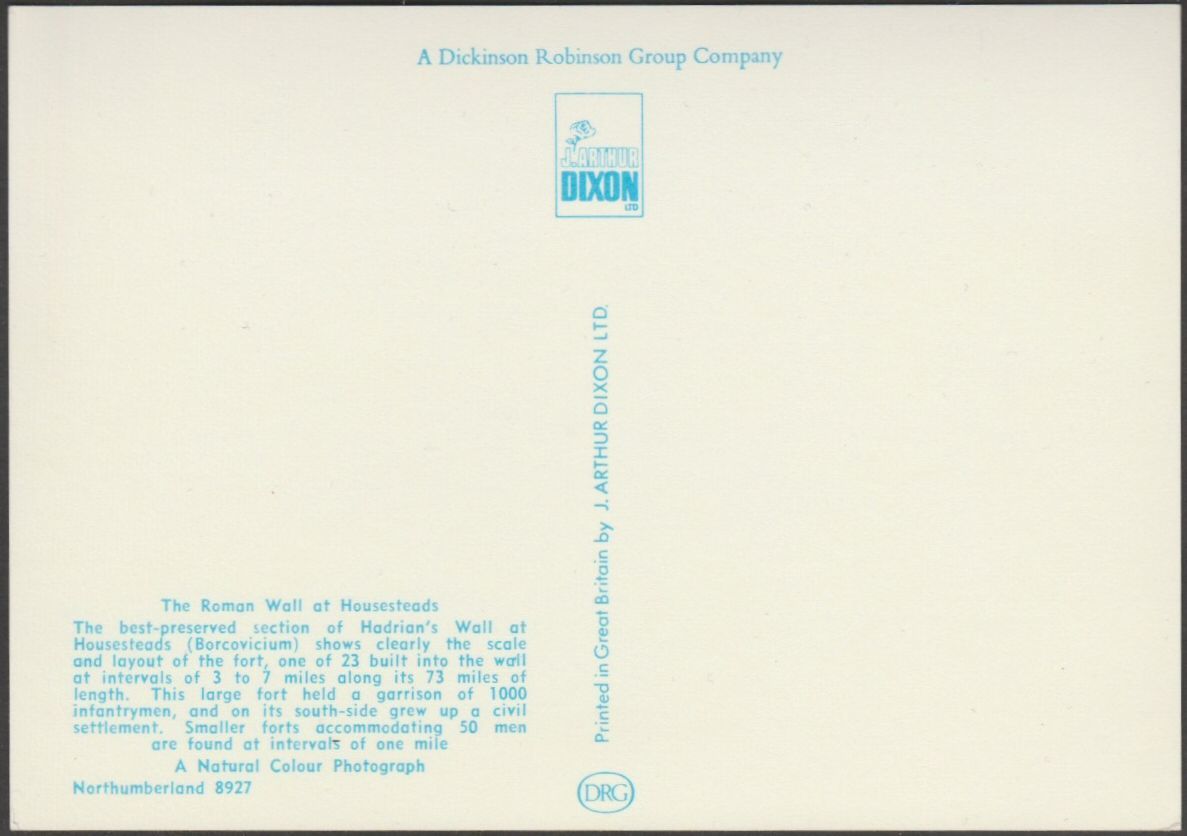 A Dickinson Robinson Group Company
J. ARTHUR
DIXON
LTD
Printed in Great Britain by J. ARTHUR DIXON LTD.
The Roman Wall at Housesteads
The best-preserved section of Hadrian's Wall at
Housesteads (Borcovicium) shows clearly the scale
and layout of the fort, one of 23 built into the wall
at intervals of 3 to 7 miles along its 73 miles of
length. This large fort held a garrison of 1000
infantrymen, and on its south-side grew up a civil
settlement. Smaller forts accommodating 50 men
are found at intervals of one mile
A Natural Colour Photograph
Northumberland 8927
DRG